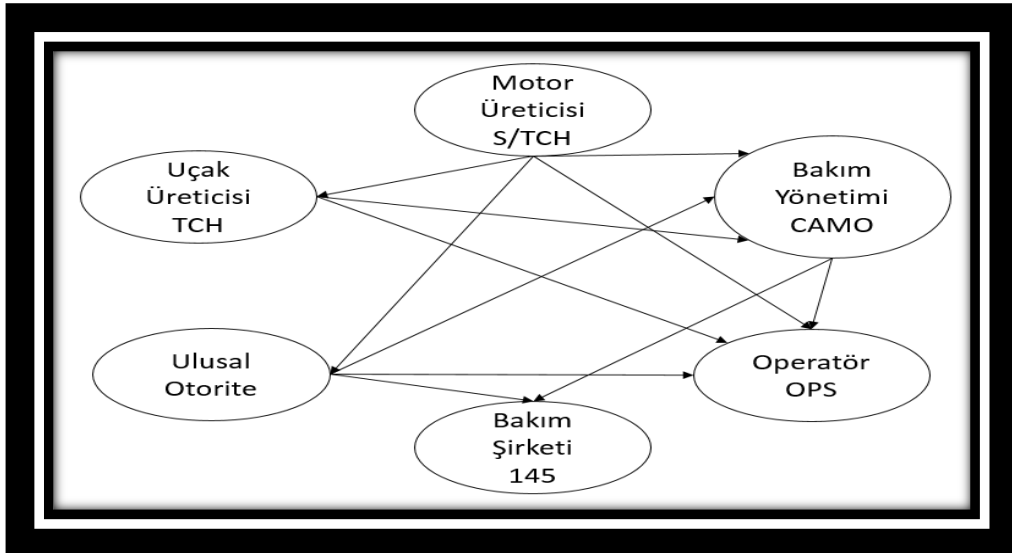 Motor
Üreticisi
S/TCH
Uçak
Üreticisi
TCH
Bakım
Yönetimi
CAMO
Ulusal
Otorite
Operatör
OPS
Bakım
Şirketi
145